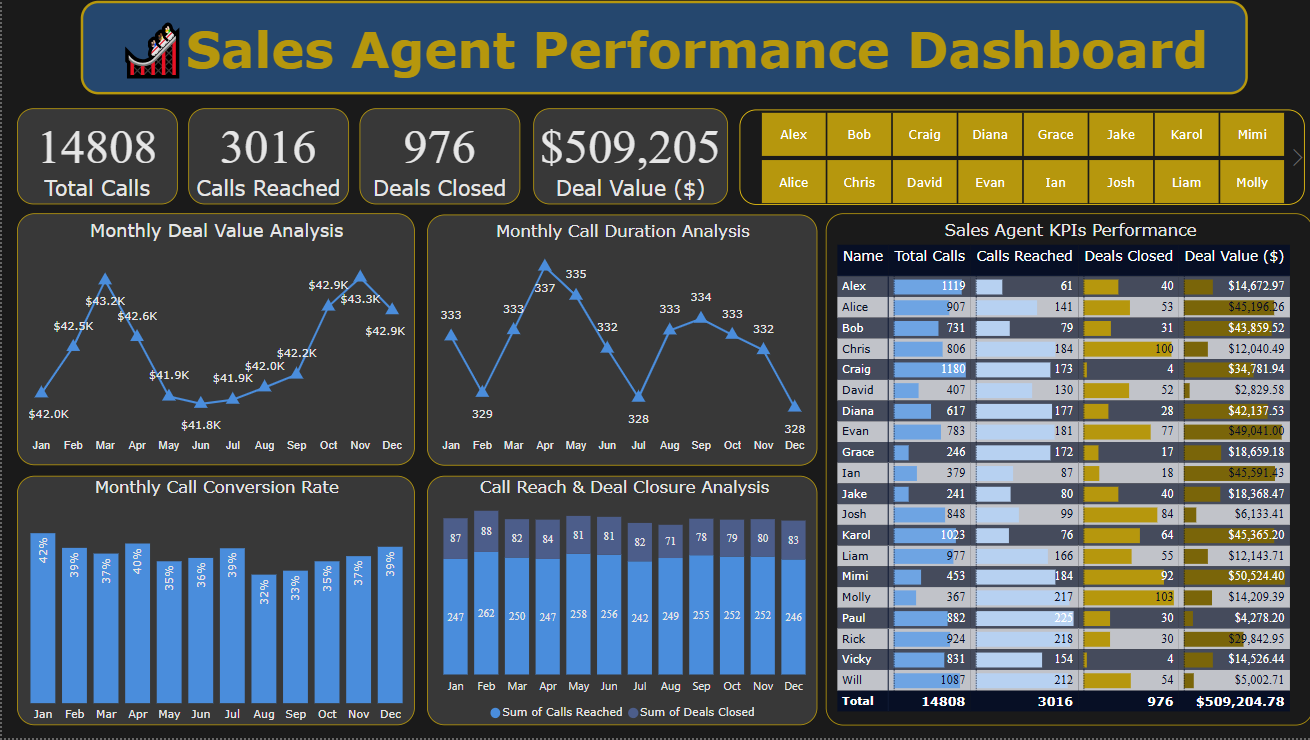 Sales Agent Performance Dashboard
14808
Total Calls
3016
Calls Reached
976
Deals Closed
$509,205
Deal Value ($)
Alex Bob Craig Diana Grace Jake Karol Mimi
Alice Chris David Evan Ian Josh Liam Molly
Monthly Deal Value Analysis
$42.0K $42.5K $43.2K $42.6K $41.9K $41.8K $41.9K $42.0K $42.2K $42.9K $43.3K $42.9K
Jan Feb Mar Apr May Jun Jul Aug Sep Oct Nov Dec
Monthly Call Duration Analysis
333 329 333 337 335 332 328 333 334 333 332 328
Jan Feb Mar Apr May Jun Jul Aug Sep Oct Nov Dec
Monthly Call Conversion Rate
42% 39% 37% 40% 35% 36% 39% 32% 33% 35% 37% 39%
Jan Feb Mar Apr May Jun Jul Aug Sep Oct Nov Dec
Call Reach & Deal Closure Analysis
87 88 82 84 81 81 82 71 78 79 80 83
247 262 250 247 258 256 242 249 255 252 252 246
Jan Feb Mar Apr May Jun Jul Aug Sep Oct Nov Dec
Sum of Calls Reached Sum of Deals Closed
Sales Agent KPIs Performance
Name Total Calls Calls Reached Deals Closed Deal Value ($)
Alex 1119 61 40 $14,672.97
Alice 907 141 53 $45,196.26
Bob 731 79 31 $43,859.52
Chris 806 184 100 $12,040.49
Craig 1180 173 4 $34,781.94
David 407 130 52 $2,829.58
Diana 617 177 28 $42,137.53
Evan 783 181 77 $49,041.00
Grace 246 172 17 $18,659.18
Ian 379 87 18 $45,591.43
Jake 241 80 40 $18,368.47
Josh 848 99 84 $6,133.41
Karol 1023 76 64 $45,365.20
Liam 977 166 55 $12,143.71
Mimi 453 184 92 $50,524.40
Molly 367 217 103 $14,209.39
Paul 882 225 30 $4,278.20
Rick 924 218 30 $29,842.95
Vicky 831 154 4 $14,526.44
Will 1087 212 54 $5,002.71
Total 14808 3016 976 $509,204.78